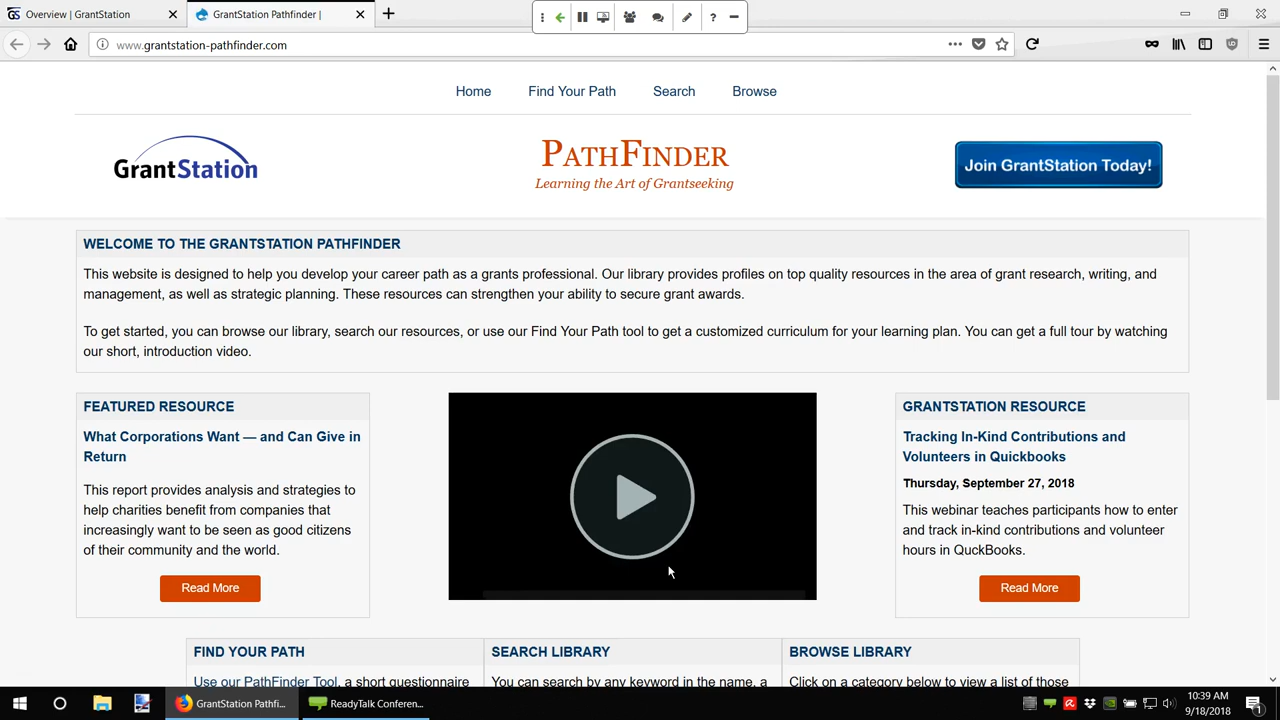 Overview | GrantStation
GrantStation Pathfinder |
www.grantstation-pathfinder.com
Home
Find Your Path
Search
Browse
GrantStation
PATHFINDER
Learning the Art of Grantseeking
Join GrantStation Today!
WELCOME TO THE GRANTSTATION PATHFINDER
This website is designed to help you develop your career path as a grants professional. Our library provides profiles on top quality resources in the area of grant research, writing, and
management, as well as strategic planning. These resources can strengthen your ability to secure grant awards.
To get started, you can browse our library, search our resources, or use our Find Your Path tool to get a customized curriculum for your learning plan. You can get a full tour by watching
our short, introduction video.
FEATURED RESOURCE
What Corporations Want — and Can Give in
Return
This report provides analysis and strategies to
help charities benefit from companies that
increasingly want to be seen as good citizens
of their community and the world.
Read More
GRANTSTATION RESOURCE
Tracking In-Kind Contributions and
Volunteers in Quickbooks
Thursday, September 27, 2018
This webinar teaches participants how to enter
and track in-kind contributions and volunteer
hours in QucKBooks.
Read More
FIND YOUR PATH
Use our PathFinder Tool, a short questionnaire
SEARCH LIBRARY
You can search by any keyword in the name, a
BROWSE LIBRARY
Click on a category below to view a list of those
GrantStation Pathfi...
ReadyTalk Conferen...
10:39 AM
9/18/2018